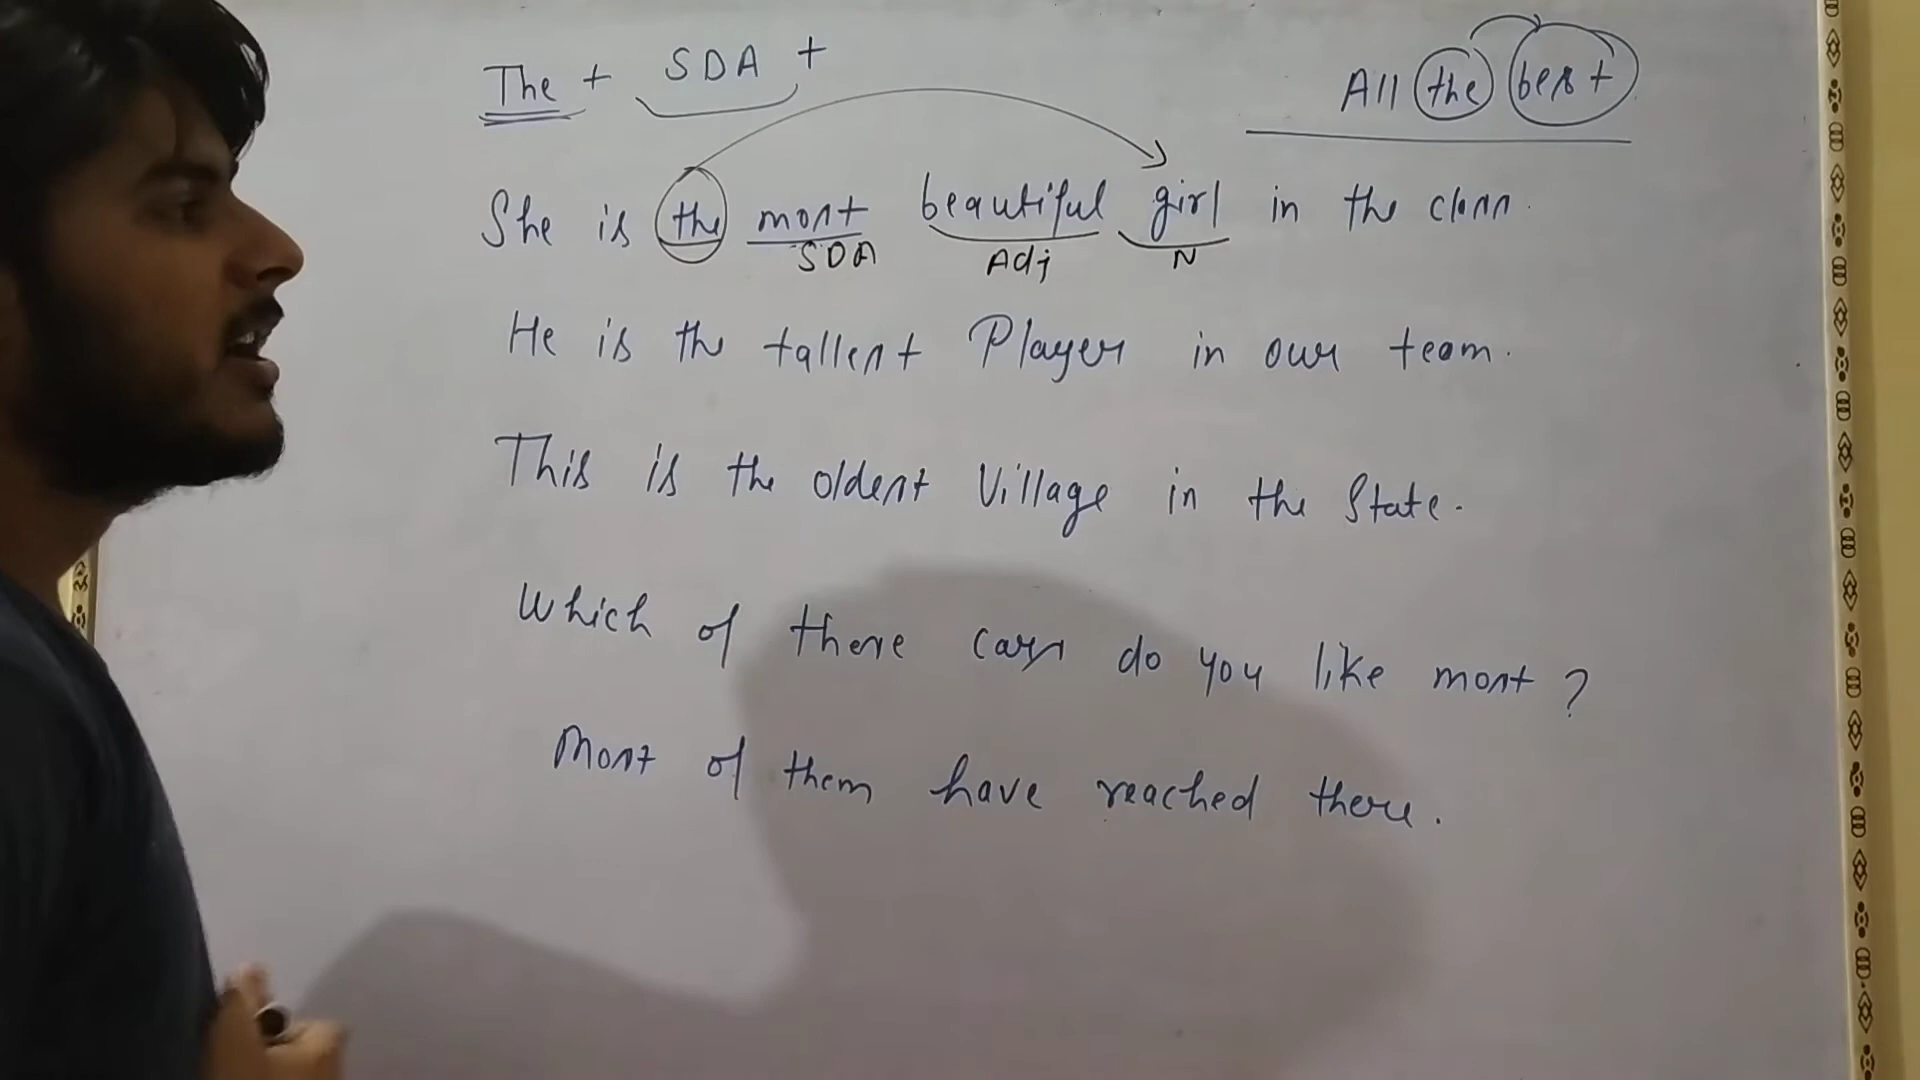 The + SDA +
All the best
She is the most beautiful girl in the class.
SDA Adj N
He is the tallest Player in our team.
This is the oldest Village in the State.
Which of these cars do you like most ?
Most of them have reached there.